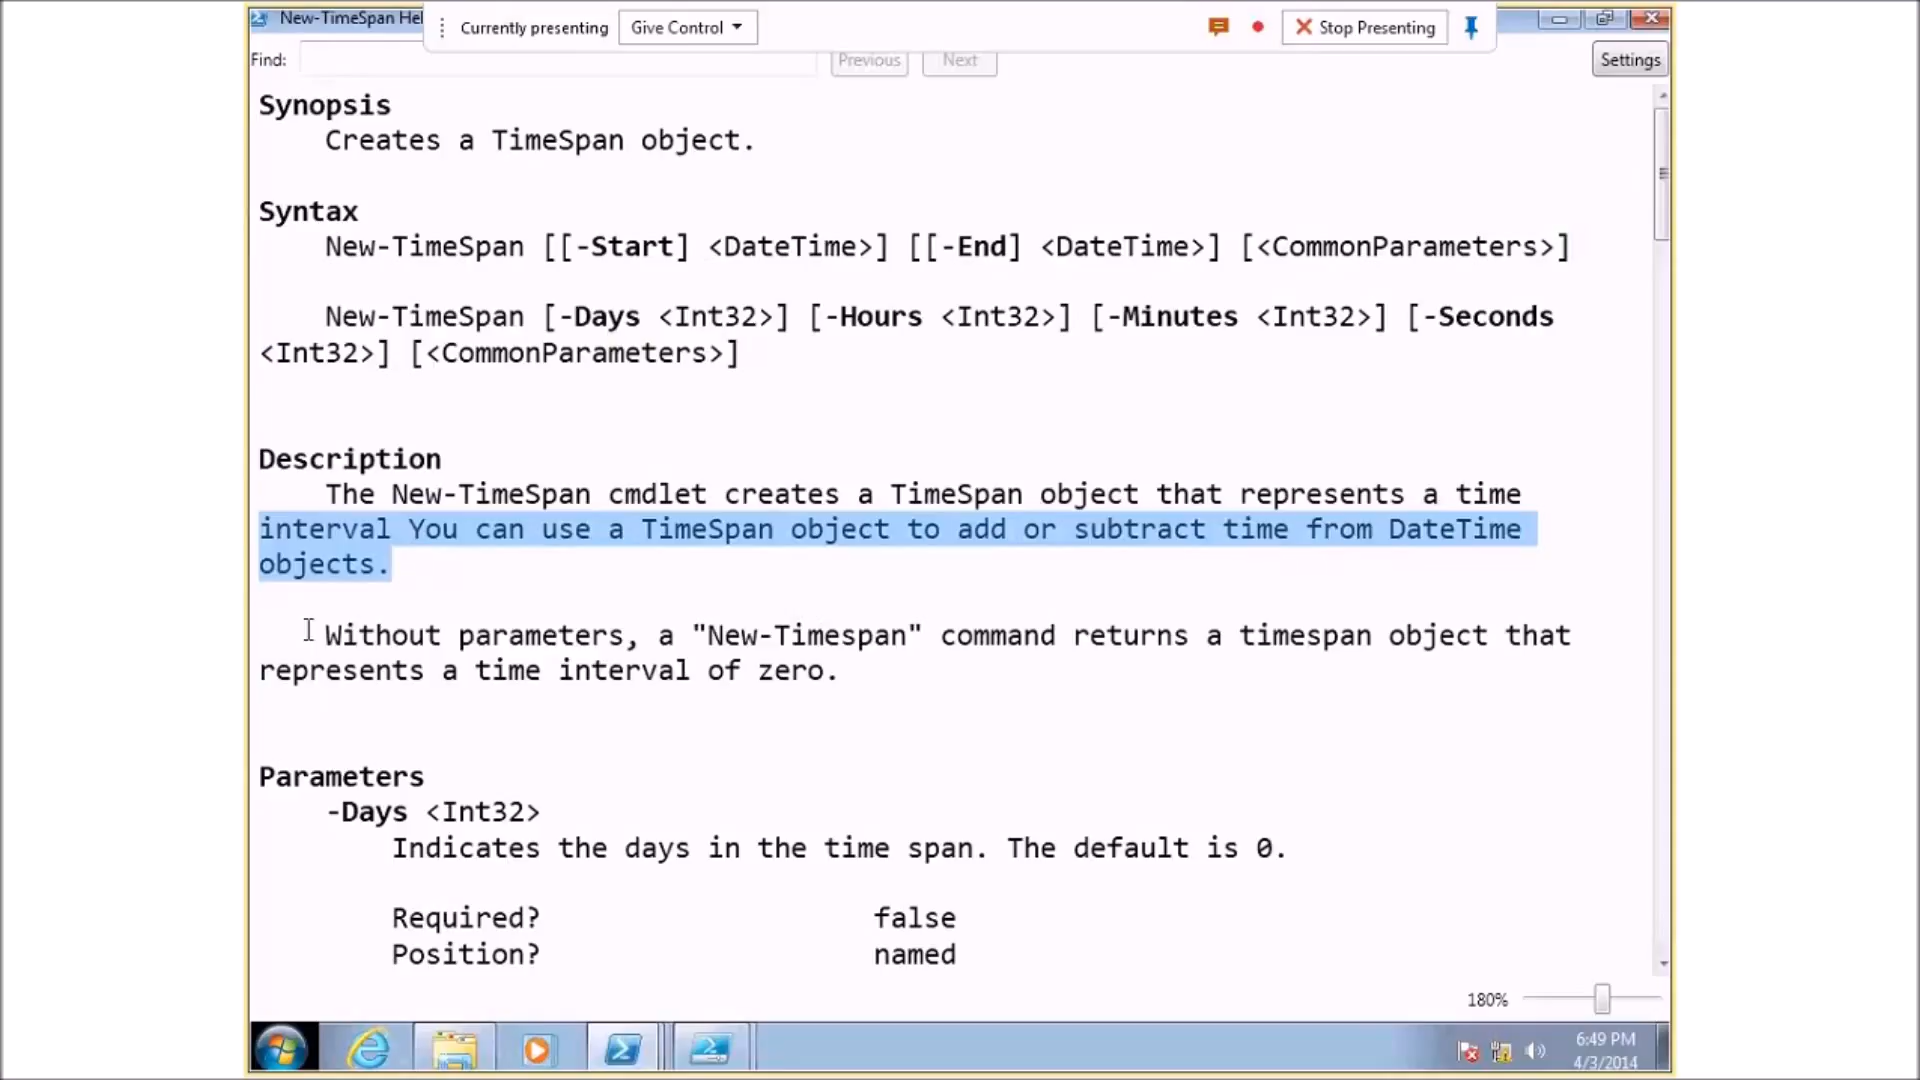 New-TimeSpan Hel
Currently presenting Give Control Stop Presenting
Find: Previous Next Settings
Synopsis
Creates a TimeSpan object.
Syntax
New-TimeSpan [[-Start] <DateTime>] [[-End] <DateTime>] [<CommonParameters>]
New-TimeSpan [-Days <Int32>] [-Hours <Int32>] [-Minutes <Int32>] [-Seconds
<Int32>] [<CommonParameters>]
Description
The New-TimeSpan cmdlet creates a TimeSpan object that represents a time
interval You can use a TimeSpan object to add or subtract time from DateTime
objects.
Without parameters, a "New-Timespan" command returns a timespan object that
represents a time interval of zero.
Parameters
-Days <Int32>
Indicates the days in the time span. The default is 0.
Required? false
Position? named
180%
6:49 PM
4/3/2014